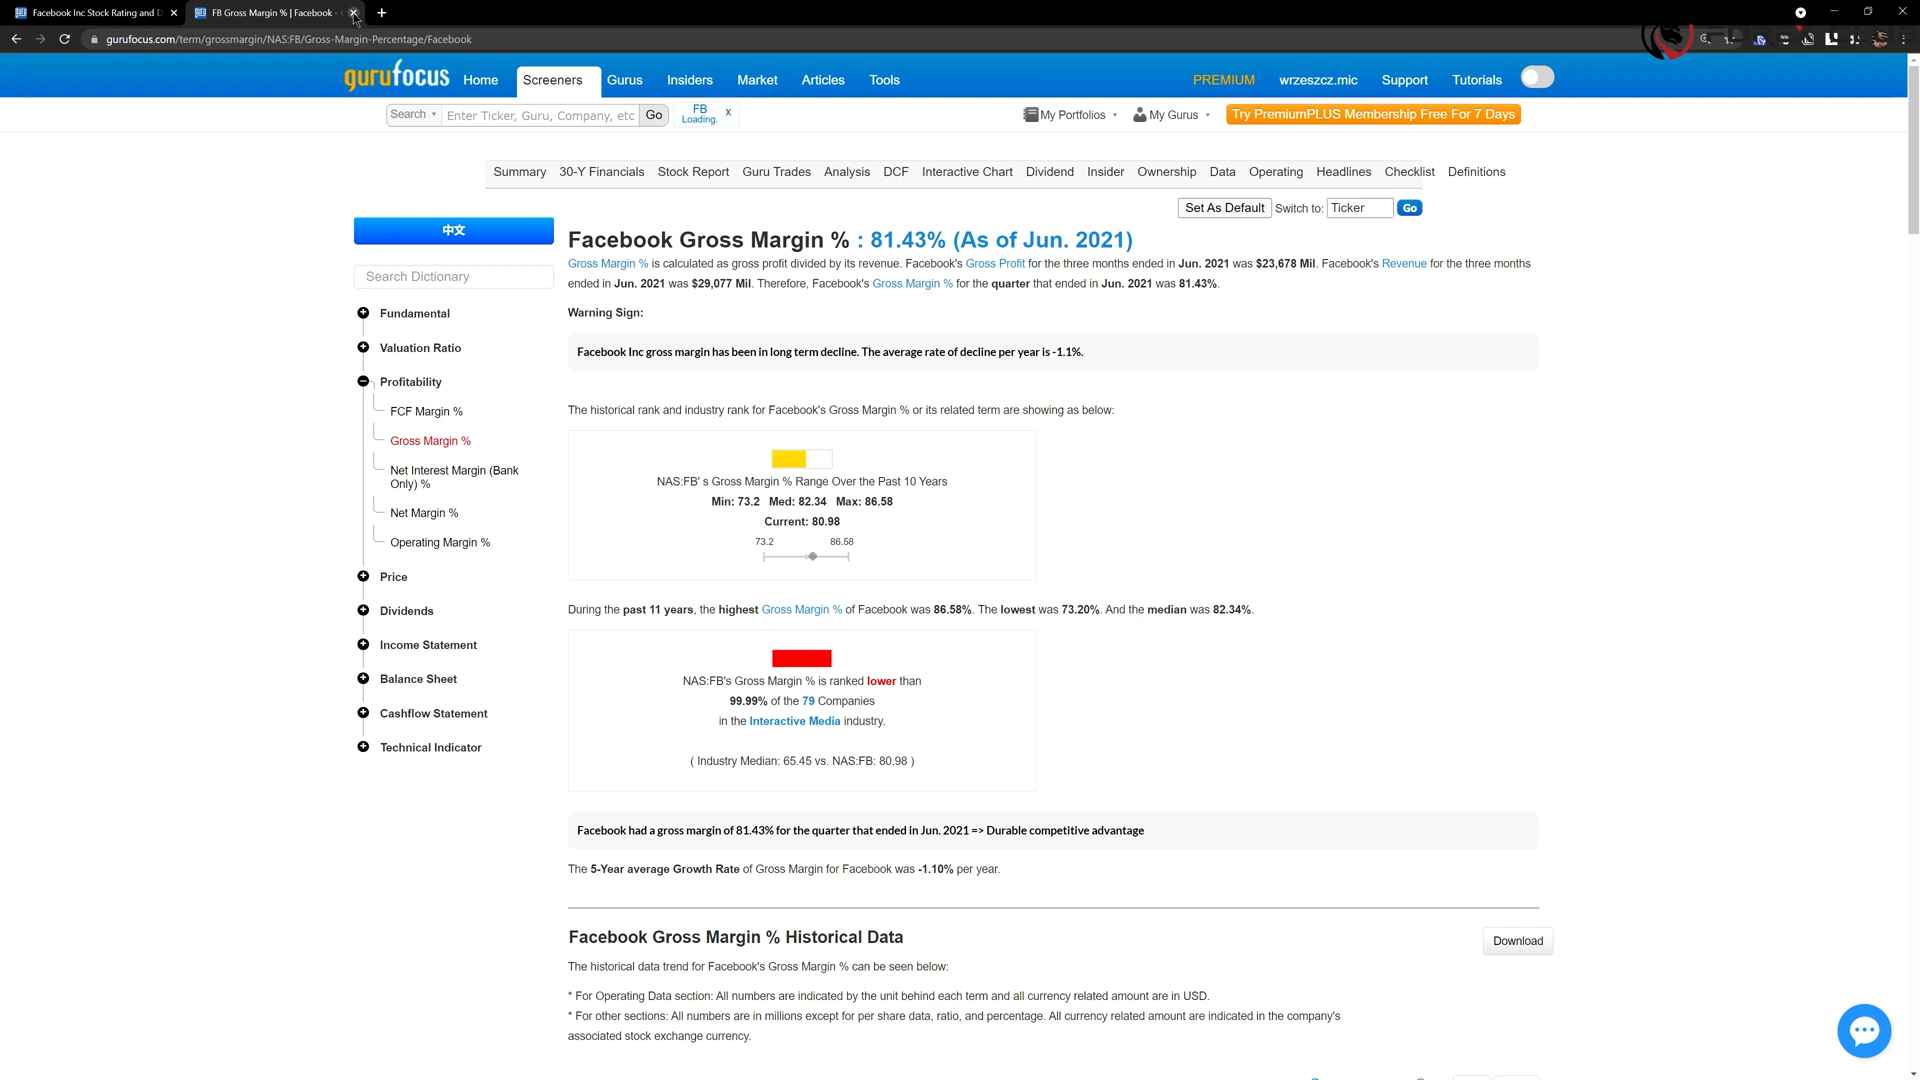 Facebook Inc Stock Rating and D
FB Gross Margin % | Facebook -
gurufocus.com/term/grossmargin/NAS:FB/Gross-Margin-Percentage/Facebook
gurufocus Home Screeners Gurus Insiders Market Articles Tools PREMIUM wrzeszcz.mic Support Tutorials
Search Enter Ticker, Guru, Company, etc Go FB x My Portfolios My Gurus Try PremiumPLUS Membership Free For 7 Days
Loading.
Summary 30-Y Financials Stock Report Guru Trades Analysis DCF Interactive Chart Dividend Insider Ownership Data Operating Headlines Checklist Definitions
Set As Default Switch to: Ticker Go
中文
Search Dictionary
Fundamental
Valuation Ratio
Profitability
FCF Margin %
Gross Margin %
Net Interest Margin (Bank
Only) %
Net Margin %
Operating Margin %
Price
Dividends
Income Statement
Balance Sheet
Cashflow Statement
Technical Indicator
Facebook Gross Margin % : 81.43% (As of Jun. 2021)
Gross Margin % is calculated as gross profit divided by its revenue. Facebook's Gross Profit for the three months ended in Jun. 2021 was $23,678 Mil. Facebook's Revenue for the three months
ended in Jun. 2021 was $29,077 Mil. Therefore, Facebook's Gross Margin % for the quarter that ended in Jun. 2021 was 81.43%.
Warning Sign:
Facebook Inc gross margin has been in long term decline. The average rate of decline per year is -1.1%.
The historical rank and industry rank for Facebook's Gross Margin % or its related term are showing as below:
NAS:FB' s Gross Margin % Range Over the Past 10 Years
Min: 73.2 Med: 82.34 Max: 86.58
Current: 80.98
73.2 86.58
During the past 11 years, the highest Gross Margin % of Facebook was 86.58%. The lowest was 73.20%. And the median was 82.34%.
NAS:FB's Gross Margin % is ranked lower than
99.99% of the 79 Companies
in the Interactive Media industry.
( Industry Median: 65.45 vs. NAS:FB: 80.98 )
Facebook had a gross margin of 81.43% for the quarter that ended in Jun. 2021 => Durable competitive advantage
The 5-Year average Growth Rate of Gross Margin for Facebook was -1.10% per year.
Facebook Gross Margin % Historical Data
Download
The historical data trend for Facebook's Gross Margin % can be seen below:
* For Operating Data section: All numbers are indicated by the unit behind each term and all currency related amount are in USD.
* For other sections: All numbers are in millions except for per share data, ratio, and percentage. All currency related amount are indicated in the company's
associated stock exchange currency.